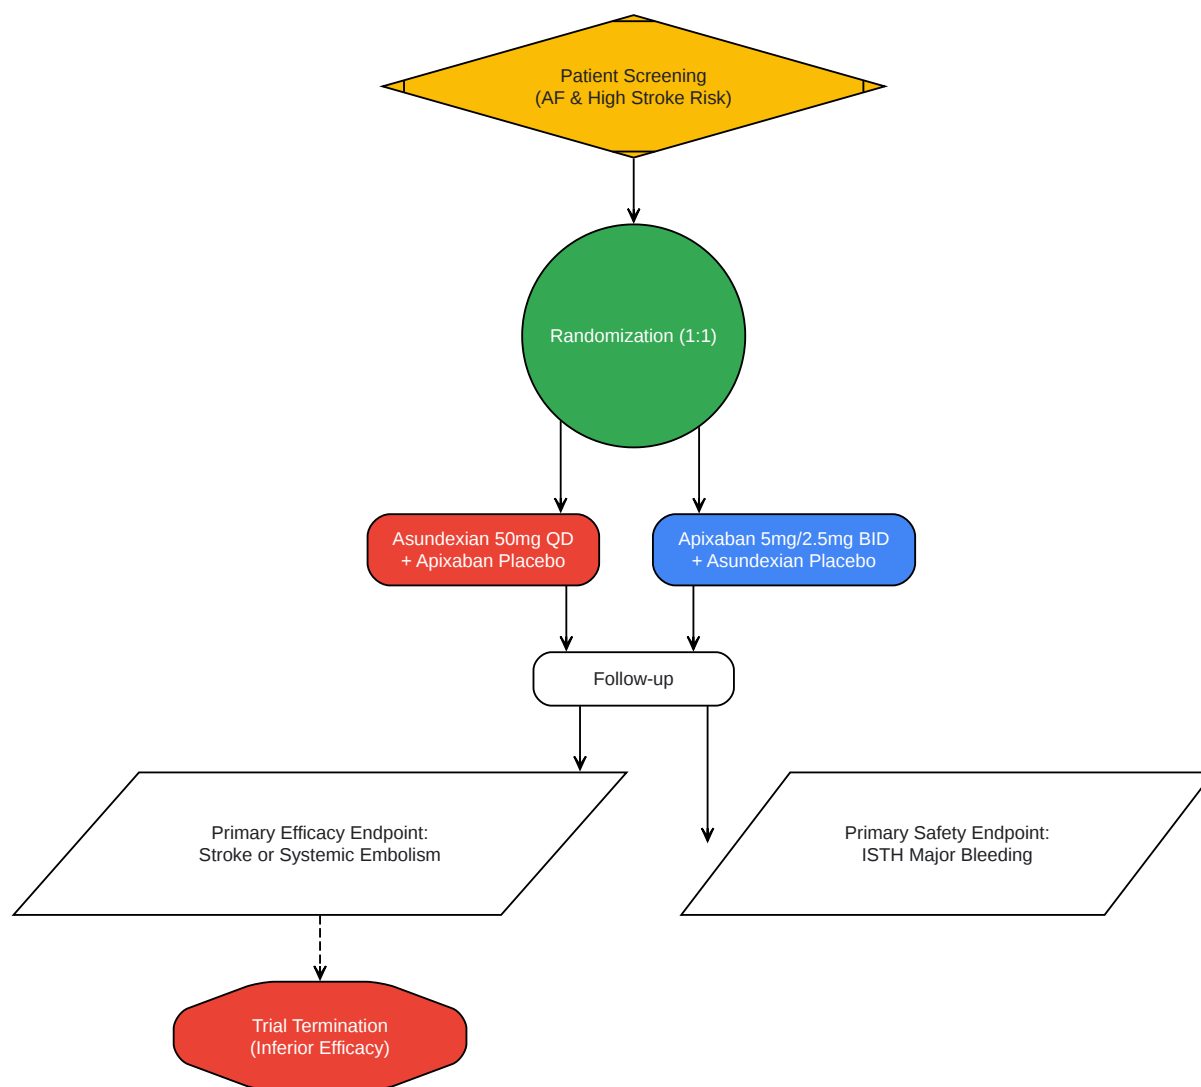 Patient Screening
(AF & High Stroke Risk)
Randomization (1:1)
Asundexian 50mg QD
+ Apixaban Placebo
Apixaban 5mg/2.5mg BID
+ Asundexian Placebo
Follow-up
Primary Efficacy Endpoint:
Stroke or Systemic Embolism
Primary Safety Endpoint:
ISTH Major Bleeding
Trial Termination
(Inferior Efficacy)